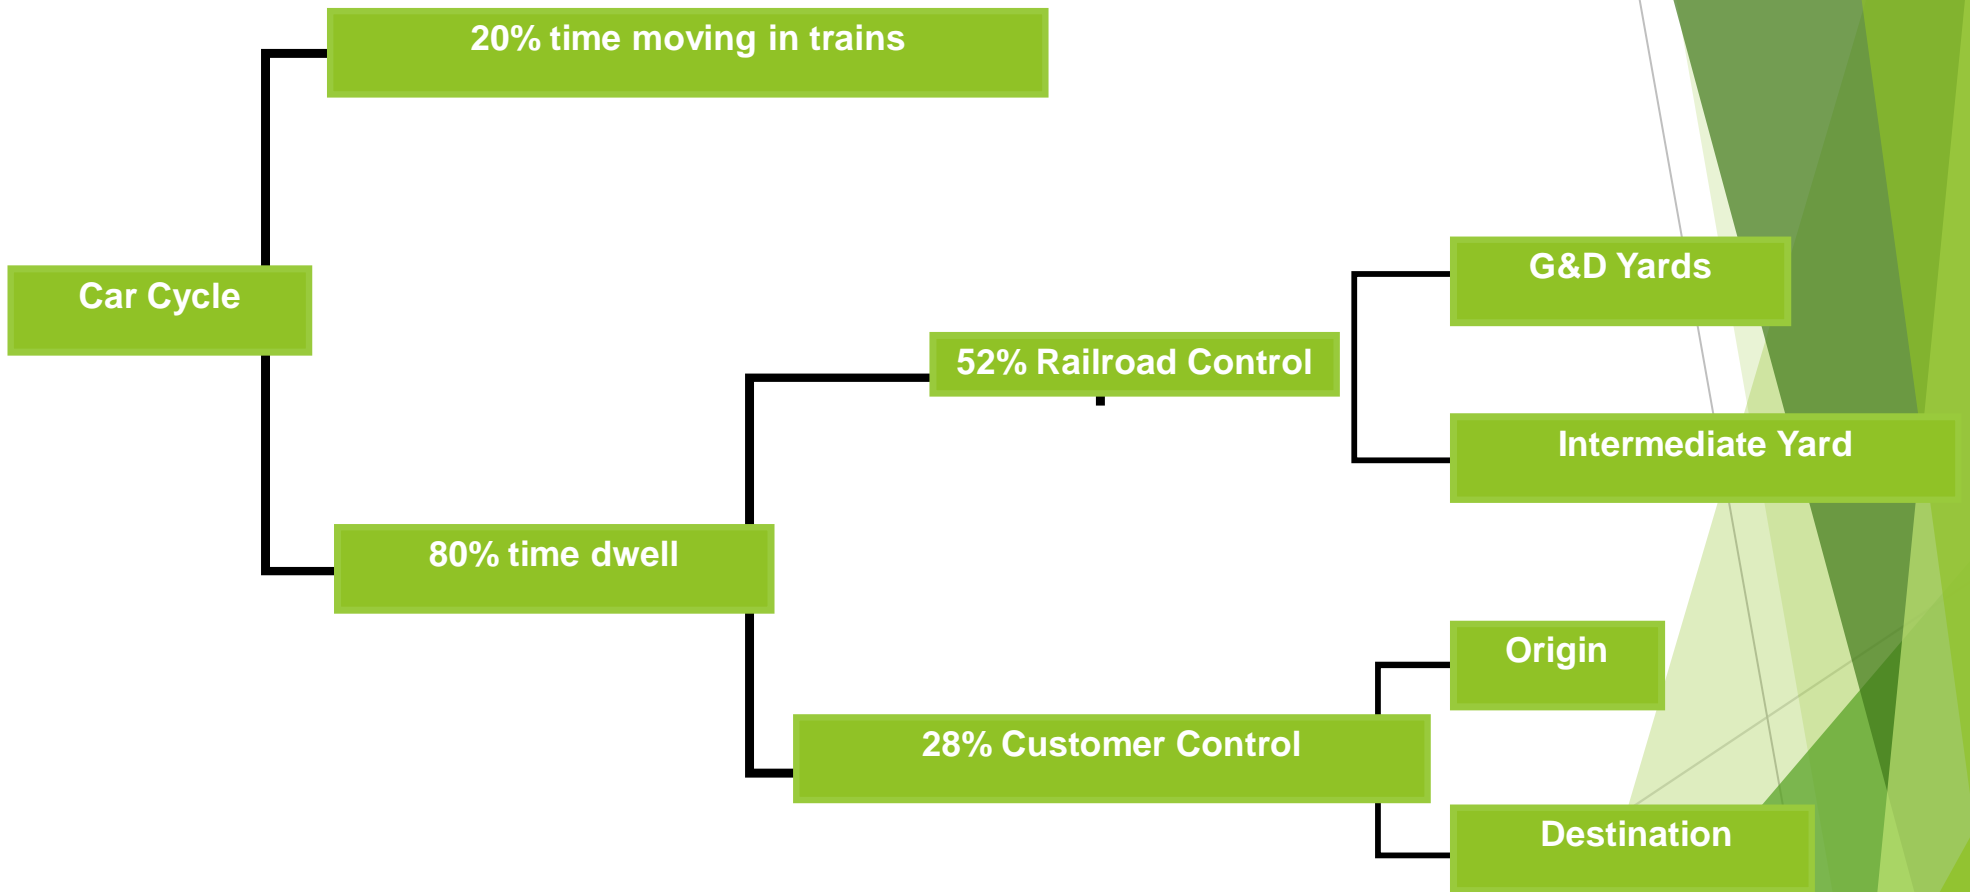 20% time moving in trains
Car Cycle
G&D Yards
52% Railroad Control
Intermediate Yard
80% time dwell
Origin
28% Customer Control
Destination